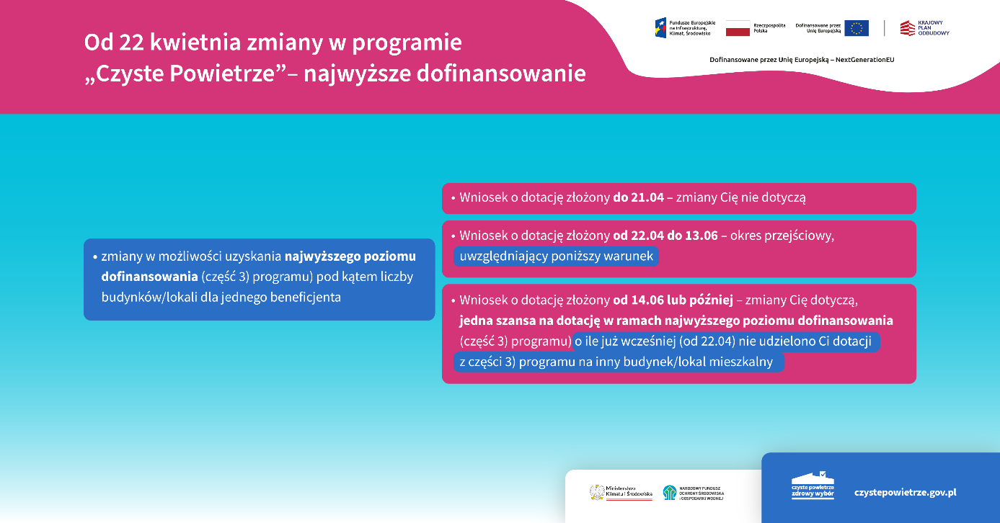 Od 22 kwietnia zmiany w programie
„Czyste Powietrze”– najwyższe dofinansowanie
Fundusze Europejskie
na Infrastrukturę,
Klimat, Środowisko
Rzeczpospolita
Polska
Dofinansowane przez
Unię Europejską
KRAJOWY
PLAN
ODBUDOWY
Dofinansowane przez Unię Europejską – NextGenerationEU
• zmiany w możliwości uzyskania najwyższego poziomu
dofinansowania (część 3) programu) pod kątem liczby
budynków/lokali dla jednego beneficjenta
• Wniosek o dotację złożony do 21.04 – zmiany Cię nie dotyczą
• Wniosek o dotację złożony od 22.04 do 13.06 – okres przejściowy,
uwzględniający poniższy warunek
• Wniosek o dotację złożony od 14.06 lub później – zmiany Cię dotyczą,
jedna szansa na dotację w ramach najwyższego poziomu dofinansowania
(część 3) programu) o ile już wcześniej (od 22.04) nie udzielono Ci dotacji
z części 3) programu na inny budynek/lokal mieszkalny
Ministerstwo
Klimatu i Środowiska
NARODOWY FUNDUSZ
OCHRONY ŚRODOWISKA
i GOSPODARKI WODNEJ
czyste powietrze
zdrowy wybór
czystepowietrze.gov.pl